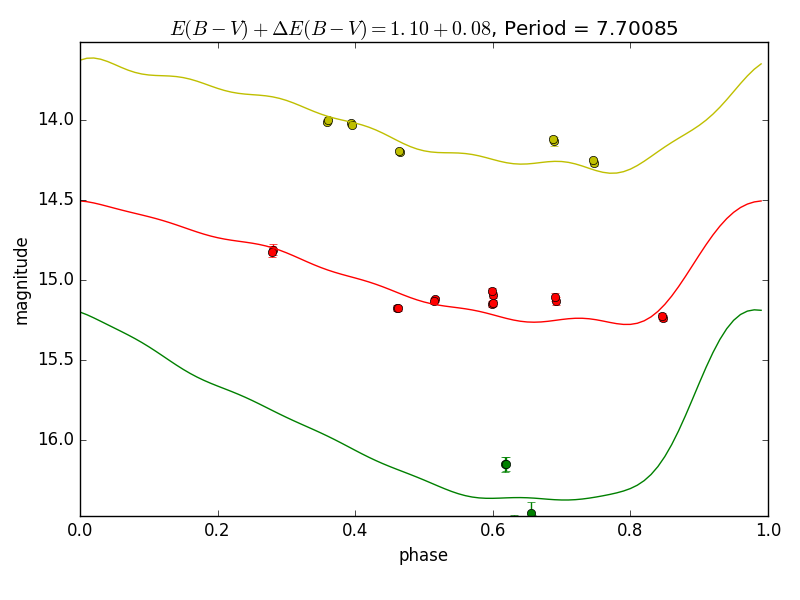 E(B − V) + ΔE(B − V) = 1.10 + 0.08, Period = 7.70085
14.0
14.5
15.0
15.5
16.0
magnitude
0.0 0.2 0.4 0.6 0.8 1.0
phase